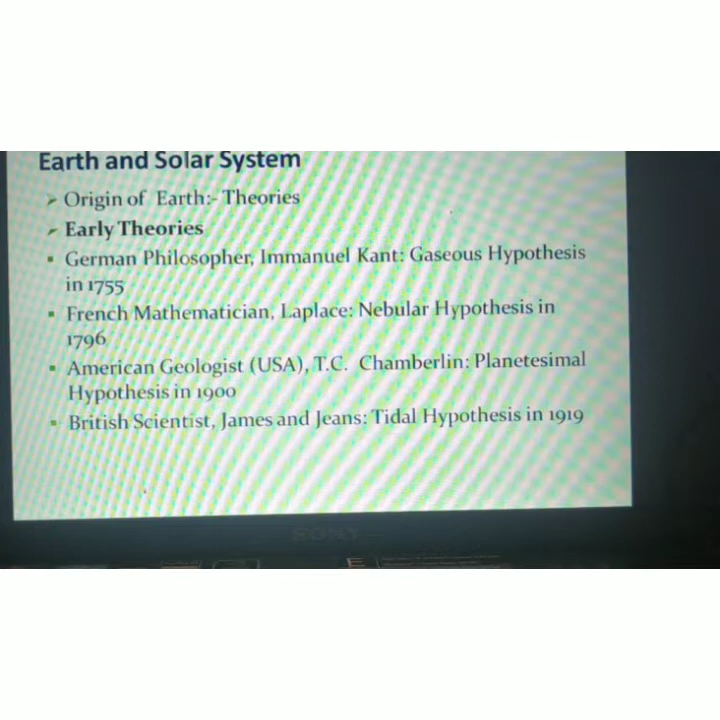 Earth and Solar System
Origin of Earth:- Theories
Early Theories
German Philosopher, Immanuel Kant: Gaseous Hypothesis
in 1755
French Mathematician, Laplace: Nebular Hypothesis in
1796
American Geologist (USA), T.C. Chamberlin: Planetesimal
Hypothesis in 1900
British Scientist, James and Jeans: Tidal Hypothesis in 1919
SONY